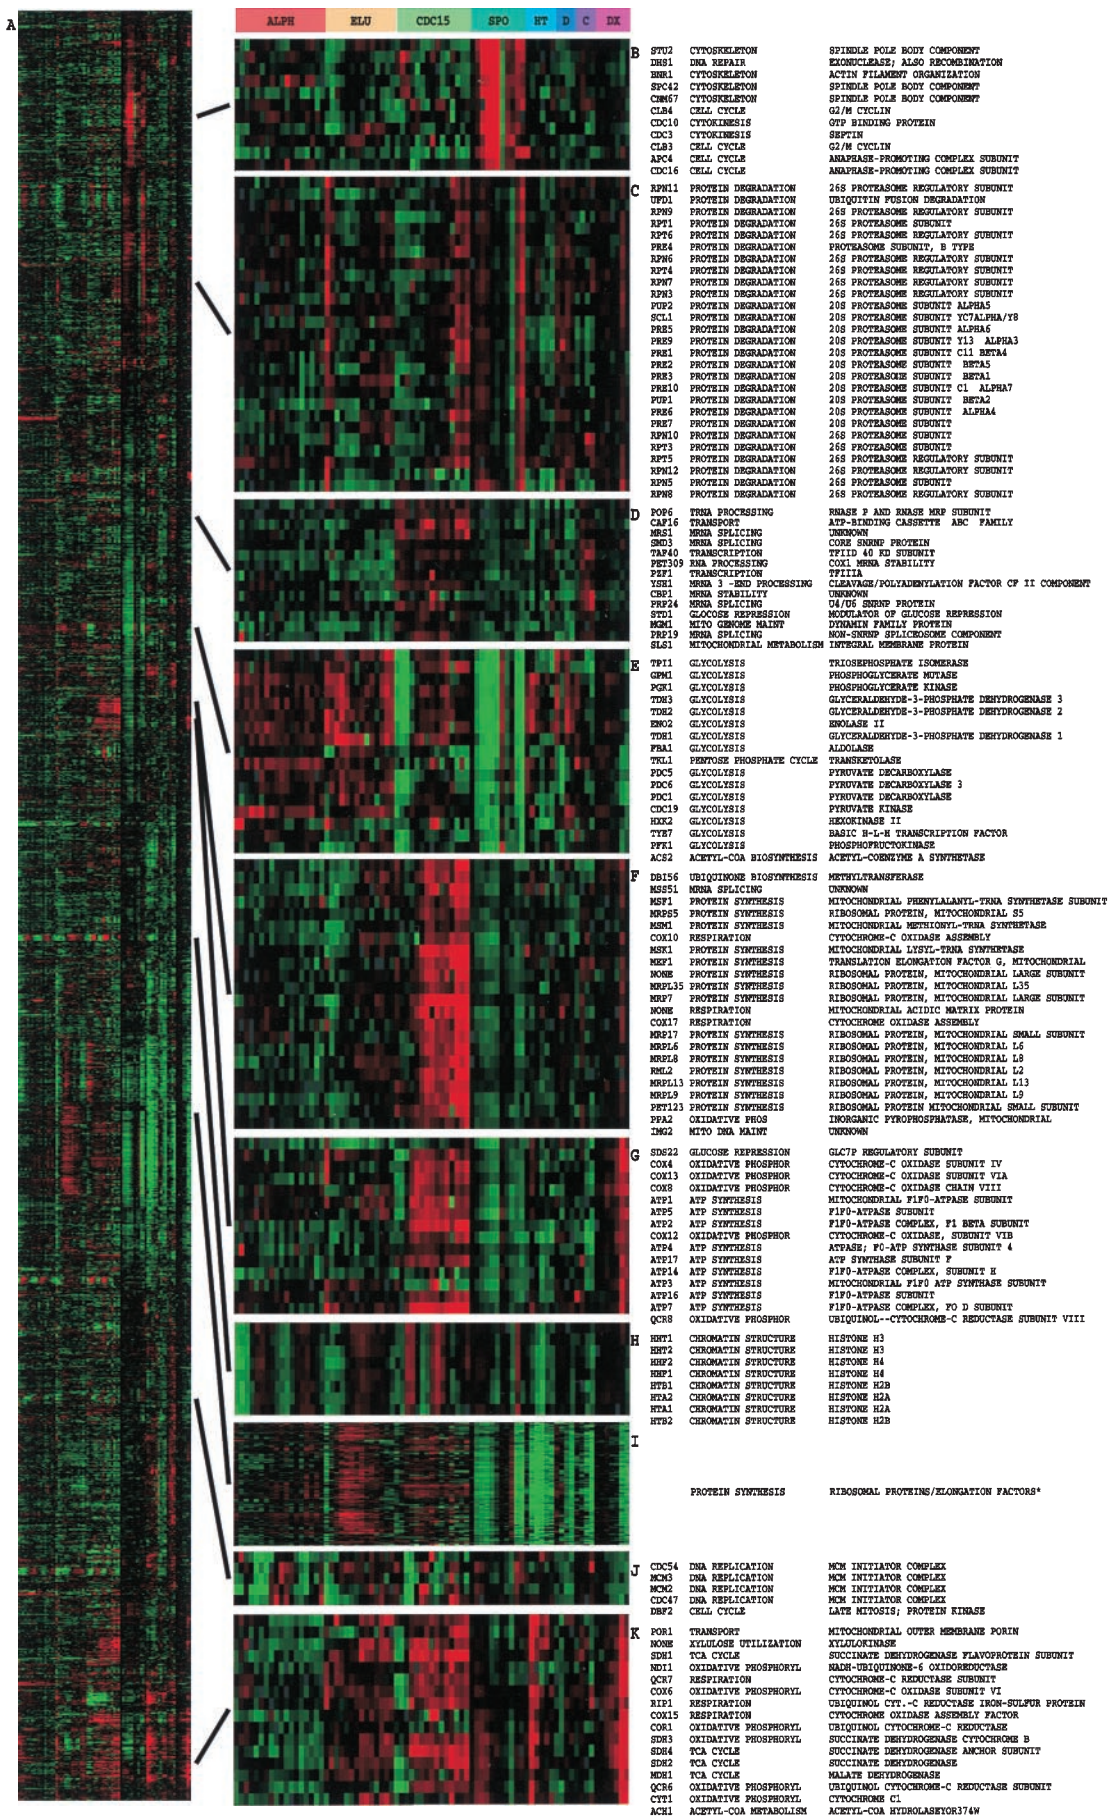 A
ALPH ELU CDC15 SPO HT D C DX
B
STU2 CYTOSKELETON SPINDLE POLE BODY COMPONENT
DHS1 DNA REPAIR EXONUCLEASE; ALSO RECOMBINATION
BNR1 CYTOSKELETON ACTIN FILAMENT ORGANIZATION
SPC42 CYTOSKELETON SPINDLE POLE BODY COMPONENT
CNM67 CYTOSKELETON SPINDLE POLE BODY COMPONENT
CLB4 CELL CYCLE G2/M CYCLIN
CDC10 CYTOKINESIS GTP BINDING PROTEIN
CDC3 CYTOKINESIS SEPTIN
CLB3 CELL CYCLE G2/M CYCLIN
APC4 CELL CYCLE ANAPHASE-PROMOTING COMPLEX SUBUNIT
CDC16 CELL CYCLE ANAPHASE-PROMOTING COMPLEX SUBUNIT
C
RPN11 PROTEIN DEGRADATION 26S PROTEASOME REGULATORY SUBUNIT
UFD1 PROTEIN DEGRADATION UBIQUITIN FUSION DEGRADATION
RPN9 PROTEIN DEGRADATION 26S PROTEASOME REGULATORY SUBUNIT
RPT1 PROTEIN DEGRADATION 26S PROTEASOME SUBUNIT
RPT6 PROTEIN DEGRADATION 26S PROTEASOME REGULATORY SUBUNIT
PRE4 PROTEIN DEGRADATION PROTEASOME SUBUNIT, B TYPE
RPN6 PROTEIN DEGRADATION 26S PROTEASOME REGULATORY SUBUNIT
RPT4 PROTEIN DEGRADATION 26S PROTEASOME REGULATORY SUBUNIT
RPN7 PROTEIN DEGRADATION 26S PROTEASOME REGULATORY SUBUNIT
RPN3 PROTEIN DEGRADATION 26S PROTEASOME REGULATORY SUBUNIT
PUP2 PROTEIN DEGRADATION 20S PROTEASOME SUBUNIT ALPHA5
SCL1 PROTEIN DEGRADATION 20S PROTEASOME SUBUNIT YC7ALPHA/Y8
PRE5 PROTEIN DEGRADATION 20S PROTEASOME SUBUNIT ALPHA6
PRE9 PROTEIN DEGRADATION 20S PROTEASOME SUBUNIT Y13 ALPHA3
PRE1 PROTEIN DEGRADATION 20S PROTEASOME SUBUNIT C11 BETA4
PRE2 PROTEIN DEGRADATION 20S PROTEASOME SUBUNIT BETA5
PRE3 PROTEIN DEGRADATION 20S PROTEASOME SUBUNIT BETA1
PRE10 PROTEIN DEGRADATION 20S PROTEASOME SUBUNIT C1 ALPHA7
PUP1 PROTEIN DEGRADATION 20S PROTEASOME SUBUNIT BETA2
PRE6 PROTEIN DEGRADATION 20S PROTEASOME SUBUNIT ALPHA4
PRE7 PROTEIN DEGRADATION 20S PROTEASOME SUBUNIT
RPN10 PROTEIN DEGRADATION 26S PROTEASOME SUBUNIT
RPT3 PROTEIN DEGRADATION 26S PROTEASOME SUBUNIT
RPT5 PROTEIN DEGRADATION 26S PROTEASOME REGULATORY SUBUNIT
RPN12 PROTEIN DEGRADATION 26S PROTEASOME REGULATORY SUBUNIT
RPN5 PROTEIN DEGRADATION 26S PROTEASOME SUBUNIT
RPN8 PROTEIN DEGRADATION 26S PROTEASOME REGULATORY SUBUNIT
D
POP6 TRNA PROCESSING RNASE P AND RNASE MRP SUBUNIT
CAF16 TRANSPORT ATP-BINDING CASSETTE ABC FAMILY
MRS1 MRNA SPLICING UNKNOWN
SMD3 MRNA SPLICING CORE SNRNP PROTEIN
TAF40 TRANSCRIPTION TFIID 40 KD SUBUNIT
PET309 RNA PROCESSING COX1 MRNA STABILITY
PZF1 TRANSCRIPTION TFIIIA
YSH1 MRNA 3 -END PROCESSING CLEAVAGE/POLYADENYLATION FACTOR CF II COMPONENT
CBP1 MRNA STABILITY UNKNOWN
PRP24 MRNA SPLICING U4/U6 SNRNP PROTEIN
STD1 GLOCOSE REPRESSION MODULATOR OF GLUCOSE REPRESSION
MGM1 MITO GENOME MAINT DYNAMIN FAMILY PROTEIN
PRP19 MRNA SPLICING NON-SNRNP SPLICEOSOME COMPONENT
SLS1 MITOCHONDRIAL METABOLISM INTEGRAL MEMBRANE PROTEIN
E
TPI1 GLYCOLYSIS TRIOSEPHOSPHATE ISOMERASE
GPM1 GLYCOLYSIS PHOSPHOGLYCERATE MUTASE
PGK1 GLYCOLYSIS PHOSPHOGLYCERATE KINASE
TDH3 GLYCOLYSIS GLYCERALDEHYDE-3-PHOSPHATE DEHYDROGENASE 3
TDH2 GLYCOLYSIS GLYCERALDEHYDE-3-PHOSPHATE DEHYDROGENASE 2
ENO2 GLYCOLYSIS ENOLASE II
TDH1 GLYCOLYSIS GLYCERALDEHYDE-3-PHOSPHATE DEHYDROGENASE 1
FBA1 GLYCOLYSIS ALDOLASE
TKL1 PENTOSE PHOSPHATE CYCLE TRANSKETOLASE
PDC5 GLYCOLYSIS PYRUVATE DECARBOXYLASE
PDC6 GLYCOLYSIS PYRUVATE DECARBOXYLASE 3
PDC1 GLYCOLYSIS PYRUVATE DECARBOXYLASE
CDC19 GLYCOLYSIS PYRUVATE KINASE
HXK2 GLYCOLYSIS HEXOKINASE II
TYE7 GLYCOLYSIS BASIC H-L-H TRANSCRIPTION FACTOR
PFK1 GLYCOLYSIS PHOSPHOFRUCTOKINASE
ACS2 ACETYL-COA BIOSYNTHESIS ACETYL-COENZYME A SYNTHETASE
F
DBI56 UBIQUINONE BIOSYNTHESIS METHYLTRANSFERASE
MSS51 MRNA SPLICING UNKNOWN
MSF1 PROTEIN SYNTHESIS MITOCHONDRIAL PHENYLALANYL-TRNA SYNTHETASE SUBUNIT
MRPS5 PROTEIN SYNTHESIS RIBOSOMAL PROTEIN, MITOCHONDRIAL S5
MSM1 PROTEIN SYNTHESIS MITOCHONDRIAL METHIONYL-TRNA SYNTHETASE
COX10 RESPIRATION CYTOCHROME-C OXIDASE ASSEMBLY
MSK1 PROTEIN SYNTHESIS MITOCHONDRIAL LYSYL-TRNA SYNTHETASE
MEF1 PROTEIN SYNTHESIS TRANSLATION ELONGATION FACTOR G, MITOCHONDRIAL
NONE PROTEIN SYNTHESIS RIBOSOMAL PROTEIN, MITOCHONDRIAL LARGE SUBUNIT
MRPL35 PROTEIN SYNTHESIS RIBOSOMAL PROTEIN, MITOCHONDRIAL L35
MRP7 PROTEIN SYNTHESIS RIBOSOMAL PROTEIN, MITOCHONDRIAL LARGE SUBUNIT
NONE RESPIRATION MITOCHONDRIAL ACIDIC MATRIX PROTEIN
COX17 RESPIRATION CYTOCHROME OXIDASE ASSEMBLY
MRP17 PROTEIN SYNTHESIS RIBOSOMAL PROTEIN, MITOCHONDRIAL SMALL SUBUNIT
MRPL6 PROTEIN SYNTHESIS RIBOSOMAL PROTEIN, MITOCHONDRIAL L6
MRPL8 PROTEIN SYNTHESIS RIBOSOMAL PROTEIN, MITOCHONDRIAL L8
RML2 PROTEIN SYNTHESIS RIBOSOMAL PROTEIN, MITOCHONDRIAL L2
MRPL13 PROTEIN SYNTHESIS RIBOSOMAL PROTEIN, MITOCHONDRIAL L13
MRPL9 PROTEIN SYNTHESIS RIBOSOMAL PROTEIN, MITOCHONDRIAL L9
PET123 PROTEIN SYNTHESIS RIBOSOMAL PROTEIN MITOCHONDRIAL SMALL SUBUNIT
PPA2 OXIDATIVE PHOS INORGANIC PYROPHOSPHATASE, MITOCHONDRIAL
IMG2 MITO DNA MAINT UNKNOWN
G
SDS22 GLUCOSE REPRESSION GLC7P REGULATORY SUBUNIT
COX4 OXIDATIVE PHOSPHOR CYTOCHROME-C OXIDASE SUBUNIT IV
COX13 OXIDATIVE PHOSPHOR CYTOCHROME-C OXIDASE SUBUNIT VIA
COX8 OXIDATIVE PHOSPHOR CYTOCHROME-C OXIDASE CHAIN VIII
ATP1 ATP SYNTHESIS MITOCHONDRIAL F1F0-ATPASE SUBUNIT
ATP5 ATP SYNTHESIS F1F0-ATPASE SUBUNIT
ATP2 ATP SYNTHESIS F1F0-ATPASE COMPLEX, F1 BETA SUBUNIT
COX12 OXIDATIVE PHOSPHOR CYTOCHROME-C OXIDASE, SUBUNIT VIB
ATP4 ATP SYNTHESIS ATPASE; F0-ATP SYNTHASE SUBUNIT 4
ATP17 ATP SYNTHESIS ATP SYNTHASE SUBUNIT F
ATP14 ATP SYNTHESIS F1F0-ATPASE COMPLEX, SUBUNIT H
ATP3 ATP SYNTHESIS MITOCHONDRIAL F1F0 ATP SYNTHASE SUBUNIT
ATP16 ATP SYNTHESIS F1F0-ATPASE SUBUNIT
ATP7 ATP SYNTHESIS F1F0-ATPASE COMPLEX, FO D SUBUNIT
QCR8 OXIDATIVE PHOSPHOR UBIQUINOL--CYTOCHROME-C REDUCTASE SUBUNIT VIII
H
HHT1 CHROMATIN STRUCTURE HISTONE H3
HHT2 CHROMATIN STRUCTURE HISTONE H3
HHF2 CHROMATIN STRUCTURE HISTONE H4
HHF1 CHROMATIN STRUCTURE HISTONE H4
HTB1 CHROMATIN STRUCTURE HISTONE H2B
HTA2 CHROMATIN STRUCTURE HISTONE H2A
HTA1 CHROMATIN STRUCTURE HISTONE H2A
HTB2 CHROMATIN STRUCTURE HISTONE H2B
I
PROTEIN SYNTHESIS RIBOSOMAL PROTEINS/ELONGATION FACTORS*
J
CDC54 DNA REPLICATION MCM INITIATOR COMPLEX
MCM3 DNA REPLICATION MCM INITIATOR COMPLEX
MCM2 DNA REPLICATION MCM INITIATOR COMPLEX
CDC47 DNA REPLICATION MCM INITIATOR COMPLEX
DBF2 CELL CYCLE LATE MITOSIS; PROTEIN KINASE
K
POR1 TRANSPORT MITOCHONDRIAL OUTER MEMBRANE PORIN
NONE XYLULOSE UTILIZATION XYLULOKINASE
SDH1 TCA CYCLE SUCCINATE DEHYDROGENASE FLAVOPROTEIN SUBUNIT
NDI1 OXIDATIVE PHOSPHORYL NADH-UBIQUINONE-6 OXIDOREDUCTASE
QCR7 RESPIRATION CYTOCHROME-C REDUCTASE SUBUNIT
COX6 OXIDATIVE PHOSPHORYL CYTOCHROME-C OXIDASE SUBUNIT VI
RIP1 RESPIRATION UBIQUINOL CYT.-C REDUCTASE IRON-SULFUR PROTEIN
COX15 RESPIRATION CYTOCHROME OXIDASE ASSEMBLY FACTOR
COR1 OXIDATIVE PHOSPHORYL UBIQUINOL CYTOCHROME-C REDUCTASE
SDH3 OXIDATIVE PHOSPHORYL SUCCINATE DEHYDROGENASE CYTOCHROME B
SDH4 TCA CYCLE SUCCINATE DEHYDROGENASE ANCHOR SUBUNIT
SDH2 TCA CYCLE SUCCINATE DEHYDROGENASE
MDH1 TCA CYCLE MALATE DEHYDROGENASE
QCR6 OXIDATIVE PHOSPHORYL UBIQUINOL CYTOCHROME-C REDUCTASE SUBUNIT
CYT1 OXIDATIVE PHOSPHORYL CYTOCHROME C1
ACH1 ACETYL-COA METABOLISM ACETYL-COA HYDROLASEYOR374W